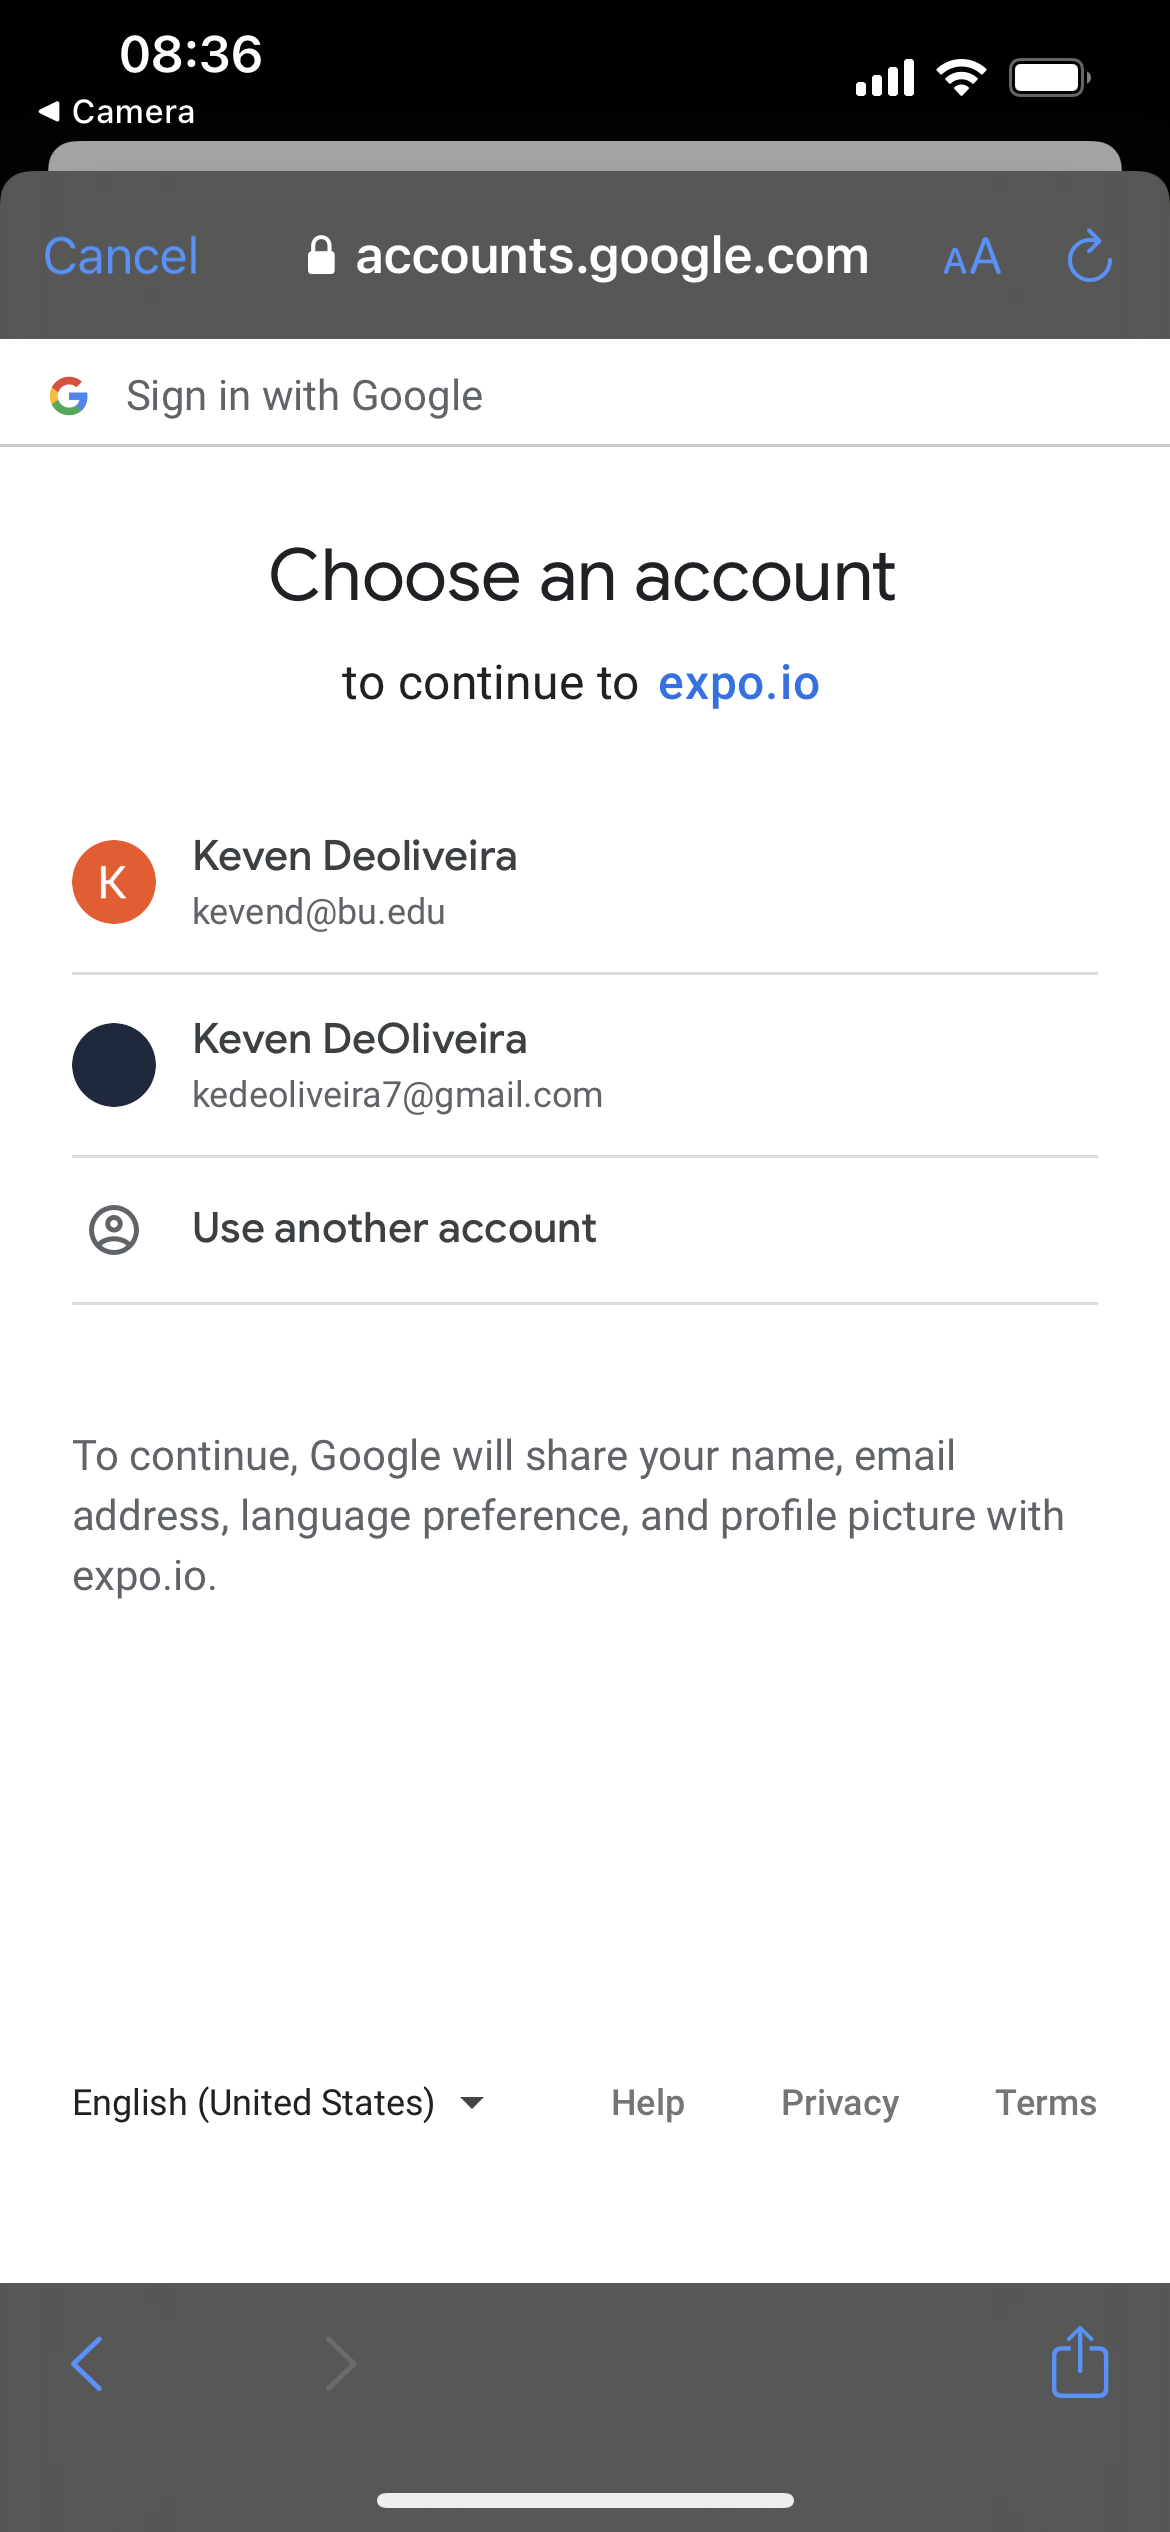 08:36
Camera
Cancel
accounts.google.com
AA
Sign in with Google
Choose an account
to continue to expo.io
K
Keven Deoliveira
kevend@bu.edu
Keven DeOliveira
kedeoliveira7@gmail.com
Use another account
To continue, Google will share your name, email
address, language preference, and profile picture with
expo.io.
English (United States)
Help
Privacy
Terms